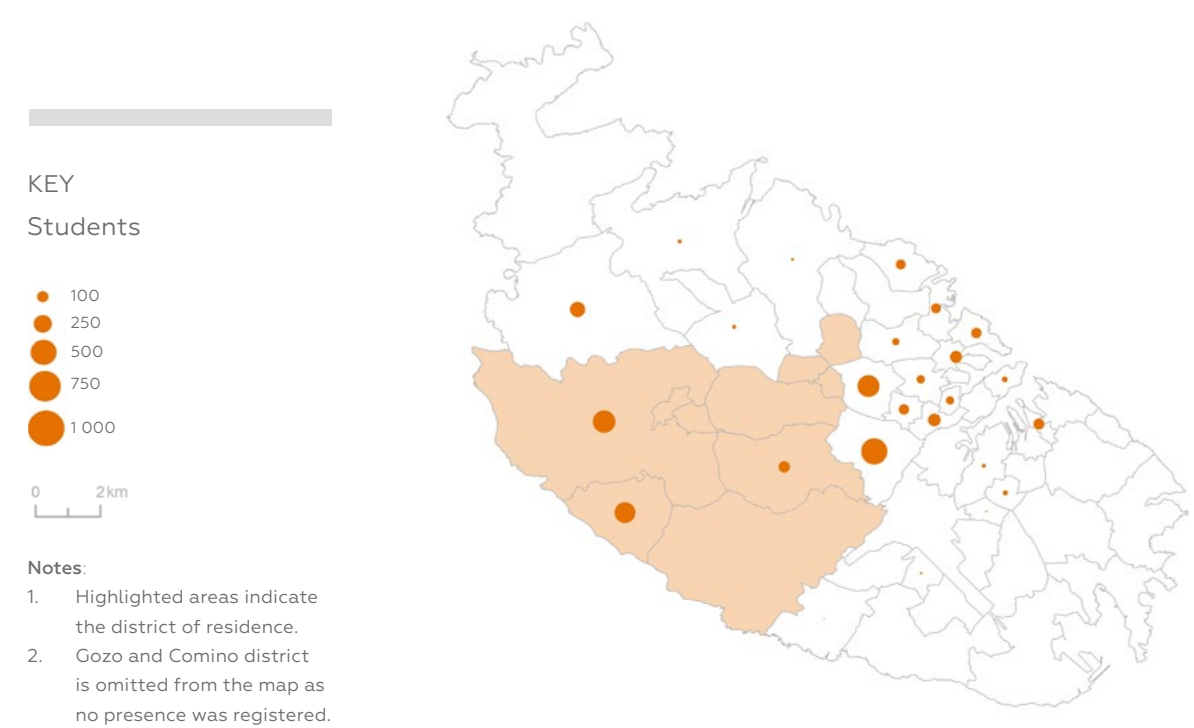 KEY
Students
100
250
500
750
1 000
0 2km
Notes:
1. Highlighted areas indicate
the district of residence.
2. Gozo and Comino district
is omitted from the map as
no presence was registered.